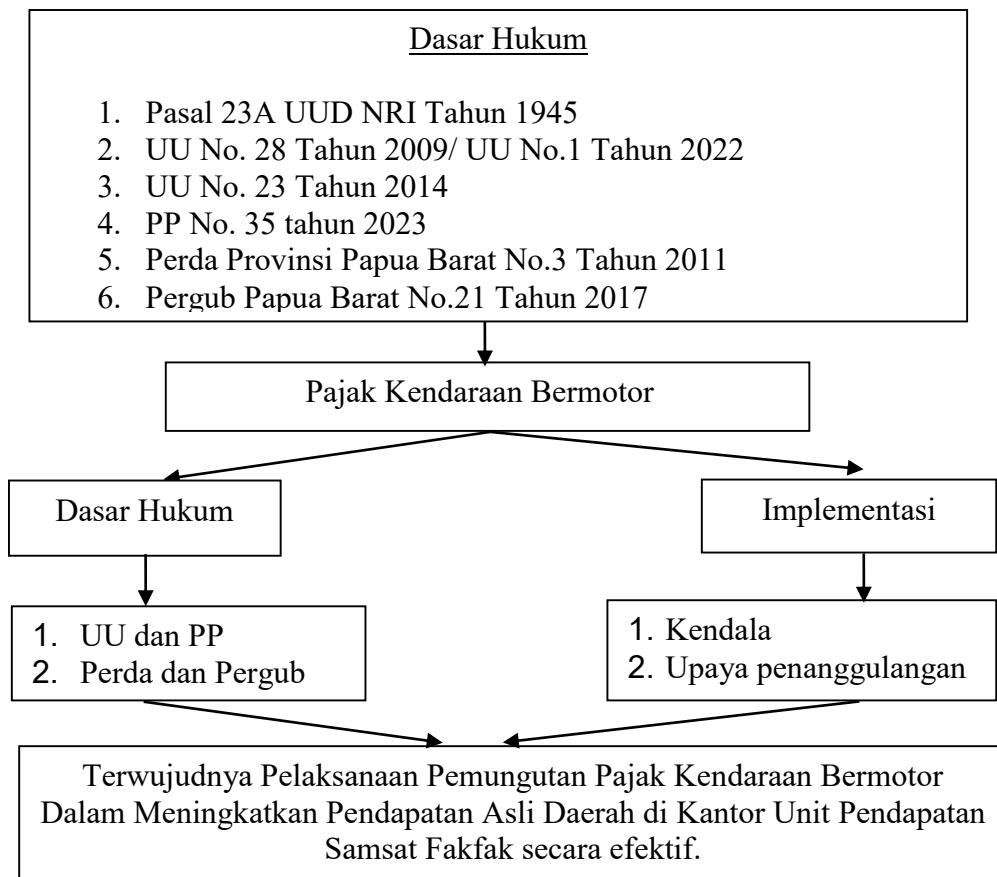 Dasar Hukum
1. Pasal 23A UUD NRI Tahun 1945
2. UU No. 28 Tahun 2009/ UU No.1 Tahun 2022
3. UU No. 23 Tahun 2014
4. PP No. 35 tahun 2023
5. Perda Provinsi Papua Barat No.3 Tahun 2011
6. Pergub Papua Barat No.21 Tahun 2017
Pajak Kendaraan Bermotor
Dasar Hukum
Implementasi
1. UU dan PP
2. Perda dan Pergub
1. Kendala
2. Upaya penanggulangan
Terwujudnya Pelaksanaan Pemungutan Pajak Kendaraan Bermotor
Dalam Meningkatkan Pendapatan Asli Daerah di Kantor Unit Pendapatan
Samsat Fakfak secara efektif.